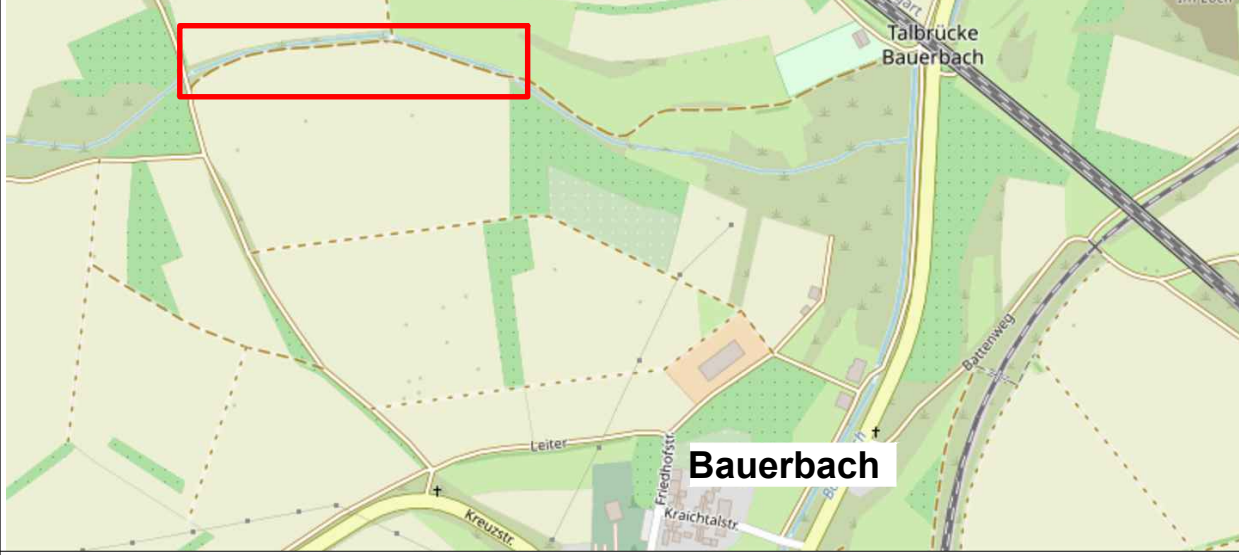 Talbrücke
Bauerbach
Battenweg
Leiter
Friedhofstr.
Bauerbach
Kraichtalstr.
Kreuzstr.